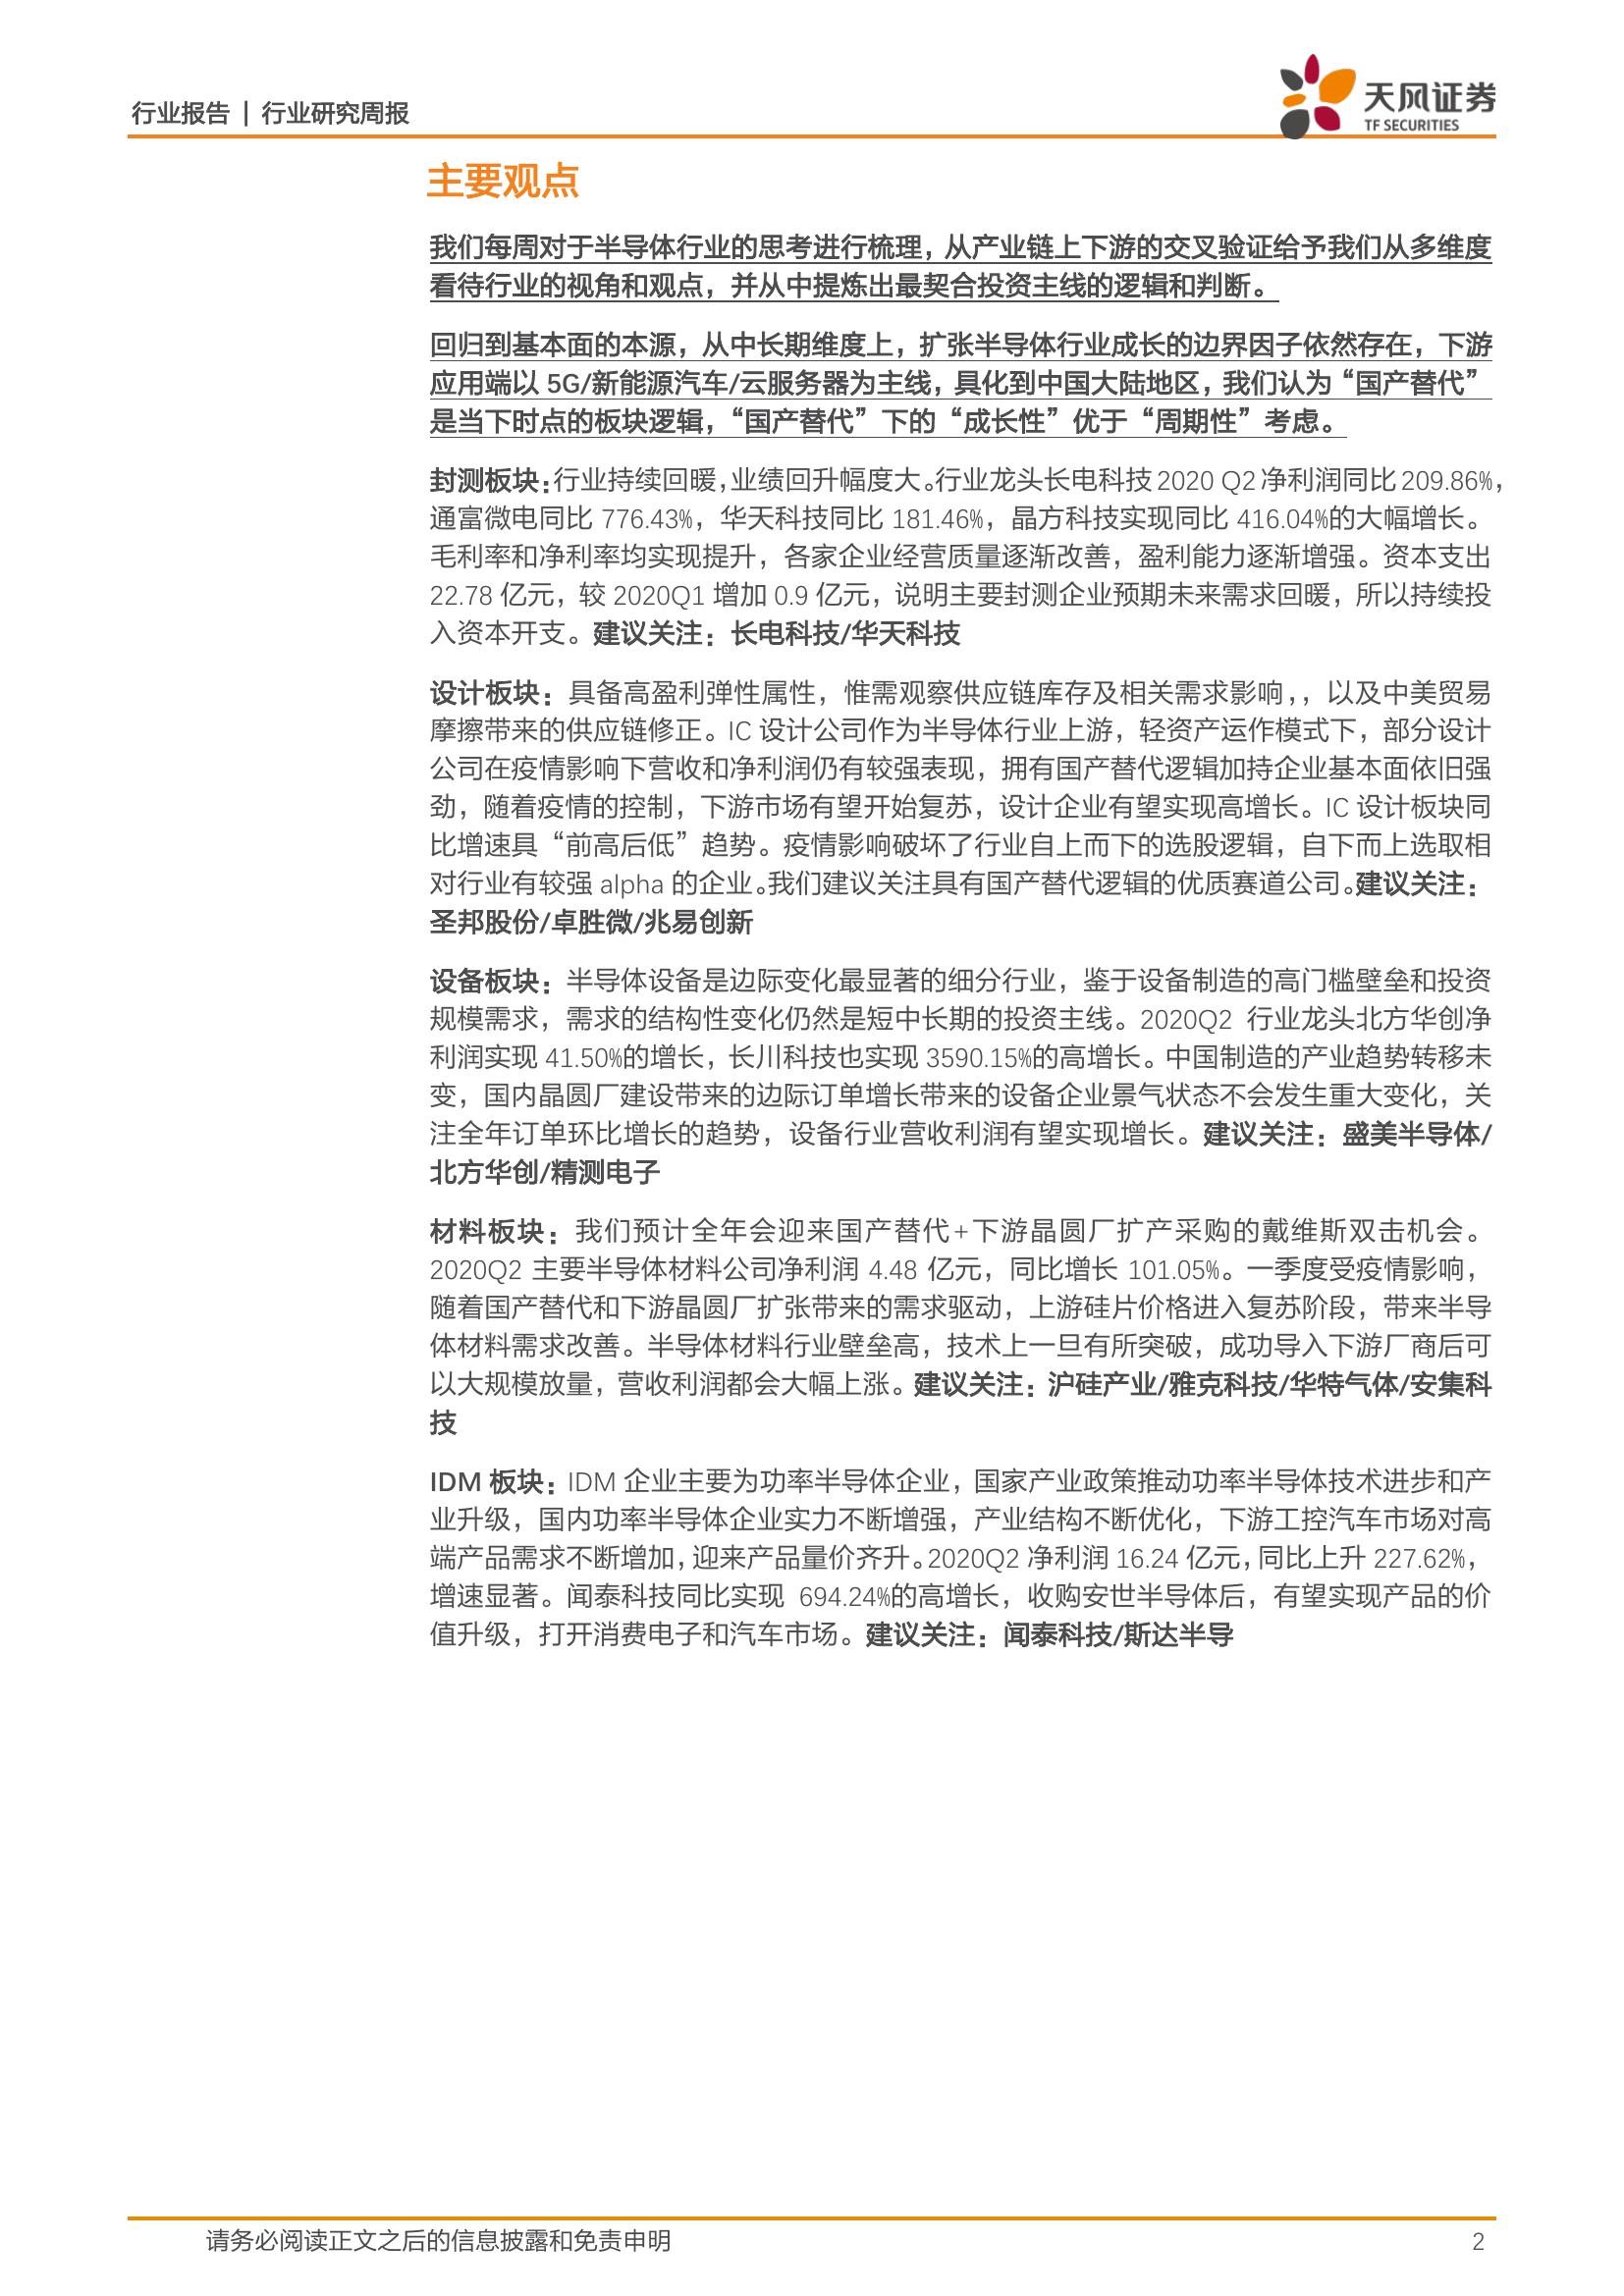 行业报告 | 行业研究周报
天风证券
TF SECURITIES
主要观点
我们每周对于半导体行业的思考进行梳理，从产业链上下游的交叉验证给予我们从多维度
看待行业的视角和观点，并从中提炼出最契合投资主线的逻辑和判断。
回归到基本面的本源，从中长期维度上，扩张半导体行业成长的边界因子依然存在，下游
应用端以 5G/新能源汽车/云服务器为主线，具化到中国大陆地区，我们认为“国产替代”
是当下时点的板块逻辑，“国产替代”下的“成长性”优于“周期性”考虑。
封测板块：行业持续回暖，业绩回升幅度大。行业龙头长电科技 2020 Q2 净利润同比 209.86%，
通富微电同比 776.43%，华天科技同比 181.46%，晶方科技实现同比 416.04%的大幅增长。
毛利率和净利率均实现提升，各家企业经营质量逐渐改善，盈利能力逐渐增强。资本支出
22.78 亿元，较 2020Q1 增加 0.9 亿元，说明主要封测企业预期未来需求回暖，所以持续投
入资本开支。建议关注：长电科技/华天科技
设计板块：具备高盈利弹性属性，惟需观察供应链库存及相关需求影响，，以及中美贸易
摩擦带来的供应链修正。IC 设计公司作为半导体行业上游，轻资产运作模式下，部分设计
公司在疫情影响下营收和净利润仍有较强表现，拥有国产替代逻辑加持企业基本面依旧强
劲，随着疫情的控制，下游市场有望开始复苏，设计企业有望实现高增长。IC 设计板块同
比增速具“前高后低”趋势。疫情影响破坏了行业自上而下的选股逻辑，自下而上选取相
对行业有较强 alpha 的企业。我们建议关注具有国产替代逻辑的优质赛道公司。建议关注：
圣邦股份/卓胜微/兆易创新
设备板块：半导体设备是边际变化最显著的细分行业，鉴于设备制造的高门槛壁垒和投资
规模需求，需求的结构性变化仍然是短中长期的投资主线。2020Q2 行业龙头北方华创净
利润实现 41.50%的增长，长川科技也实现 3590.15%的高增长。中国制造的产业趋势转移未
变，国内晶圆厂建设带来的边际订单增长带来的设备企业景气状态不会发生重大变化，关
注全年订单环比增长的趋势，设备行业营收利润有望实现增长。建议关注：盛美半导体/
北方华创/精测电子
材料板块：我们预计全年会迎来国产替代+下游晶圆厂扩产采购的戴维斯双击机会。
2020Q2 主要半导体材料公司净利润 4.48 亿元，同比增长 101.05%。一季度受疫情影响，
随着国产替代和下游晶圆厂扩张带来的需求驱动，上游硅片价格进入复苏阶段，带来半导
体材料需求改善。半导体材料行业壁垒高，技术上一旦有所突破，成功导入下游厂商后可
以大规模放量，营收利润都会大幅上涨。建议关注：沪硅产业/雅克科技/华特气体/安集科
技
IDM 板块：IDM 企业主要为功率半导体企业，国家产业政策推动功率半导体技术进步和产
业升级，国内功率半导体企业实力不断增强，产业结构不断优化，下游工控汽车市场对高
端产品需求不断增加，迎来产品量价齐升。2020Q2 净利润 16.24 亿元，同比上升 227.62%，
增速显著。闻泰科技同比实现 694.24%的高增长，收购安世半导体后，有望实现产品的价
值升级，打开消费电子和汽车市场。建议关注：闻泰科技/斯达半导
请务必阅读正文之后的信息披露和免责申明
2